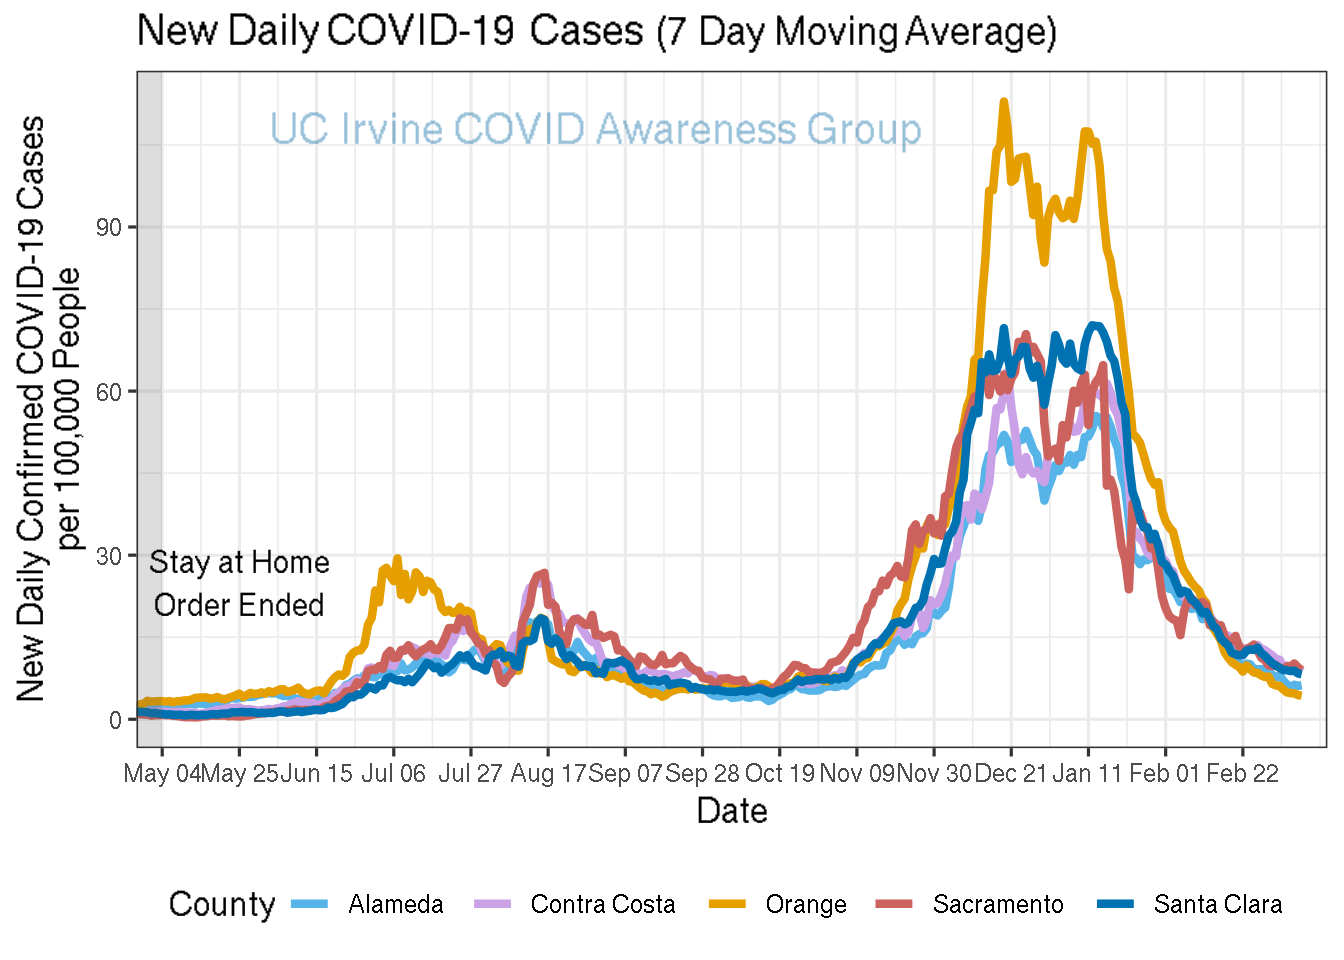 New Daily COVID-19 Cases (7 Day Moving Average)
UC Irvine COVID Awareness Group
New Daily Confirmed COVID-19 Cases
per 100,000 People
90
60
30
0
Stay at Home
Order Ended
May 04 May 25 Jun 15 Jul 06 Jul 27 Aug 17 Sep 07 Sep 28 Oct 19 Nov 09 Nov 30 Dec 21 Jan 11 Feb 01 Feb 22
Date
County Alameda Contra Costa Orange Sacramento Santa Clara